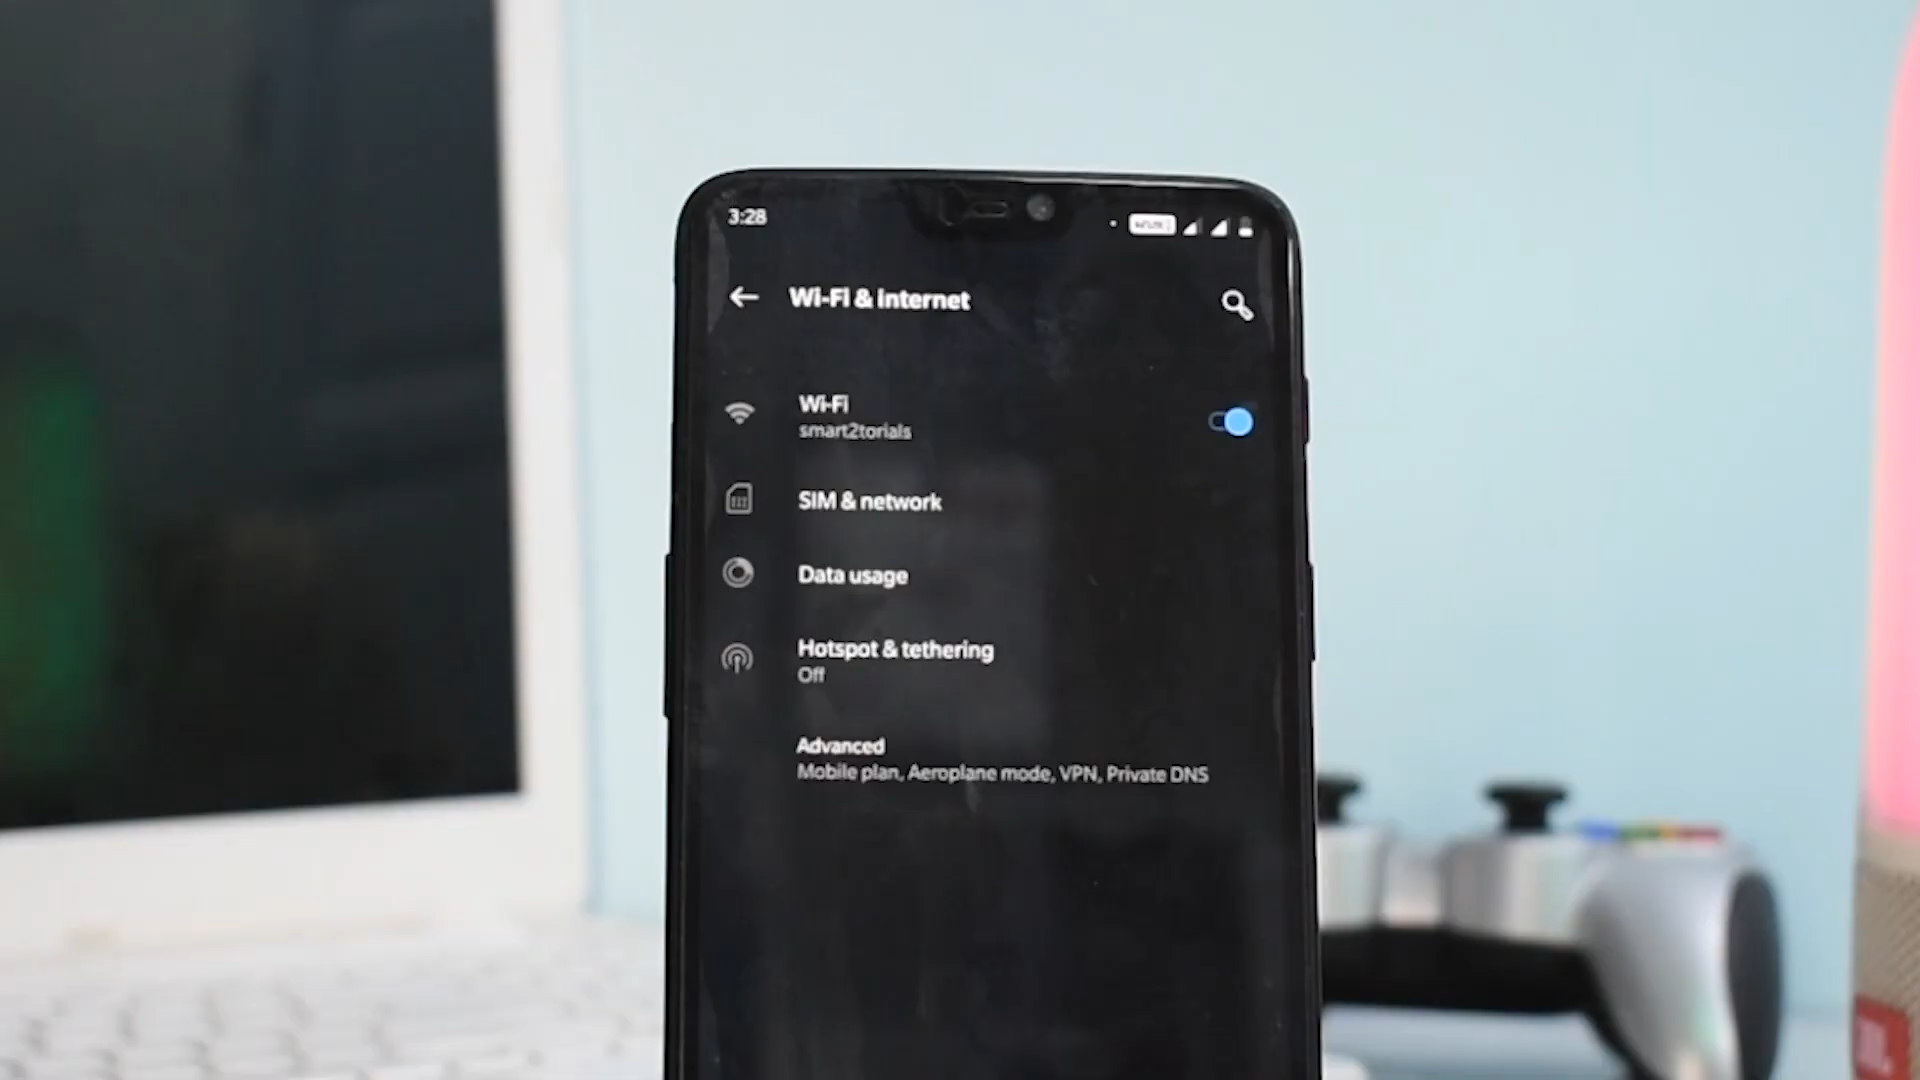 3:28
Wi-Fi & internet
Wi-Fi
smart2torials
SIM & network
Data usage
Hotspot & tethering
Off
Advanced
Mobile plan, Aeroplane mode, VPN, Private DNS